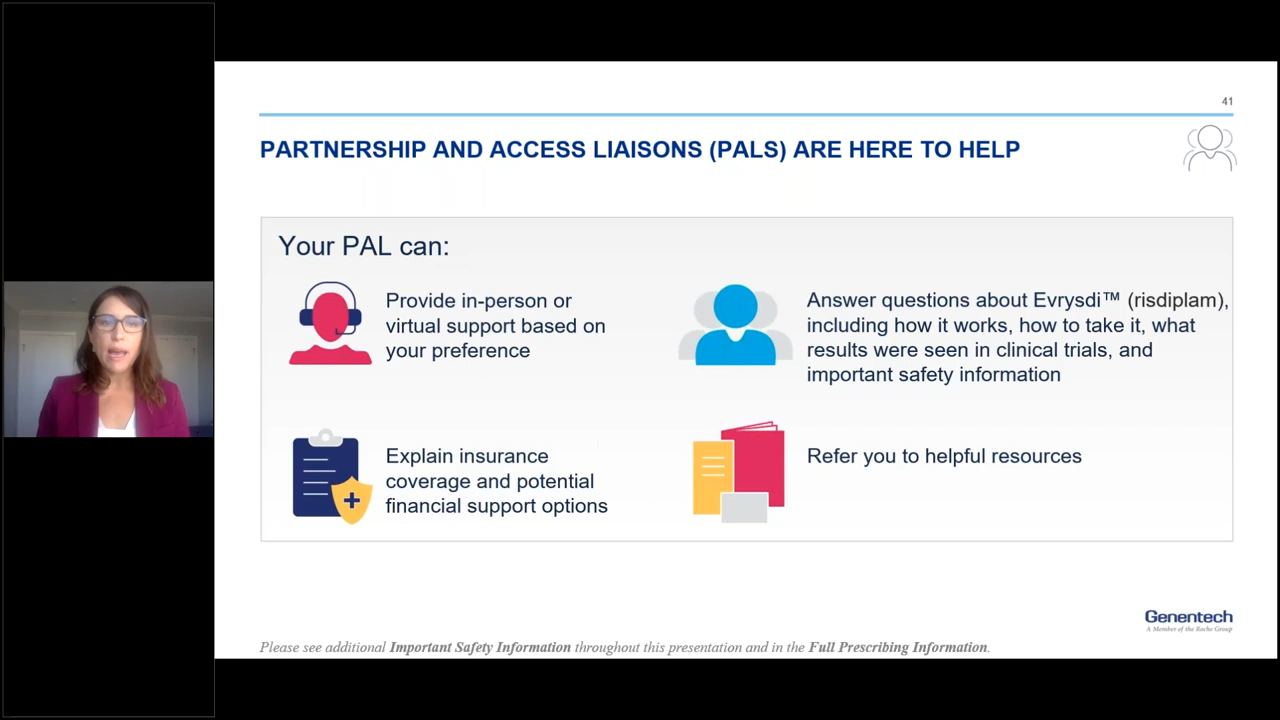 41
PARTNERSHIP AND ACCESS LIAISONS (PALS) ARE HERE TO HELP
Your PAL can:
Provide in-person or
virtual support based on
your preference
Answer questions about Evrysdi™ (risdiplam),
including how it works, how to take it, what
results were seen in clinical trials, and
important safety information
Explain insurance
coverage and potential
financial support options
Refer you to helpful resources
Genentech
A Member of the Roche Group
Please see additional Important Safety Information throughout this presentation and in the Full Prescribing Information.